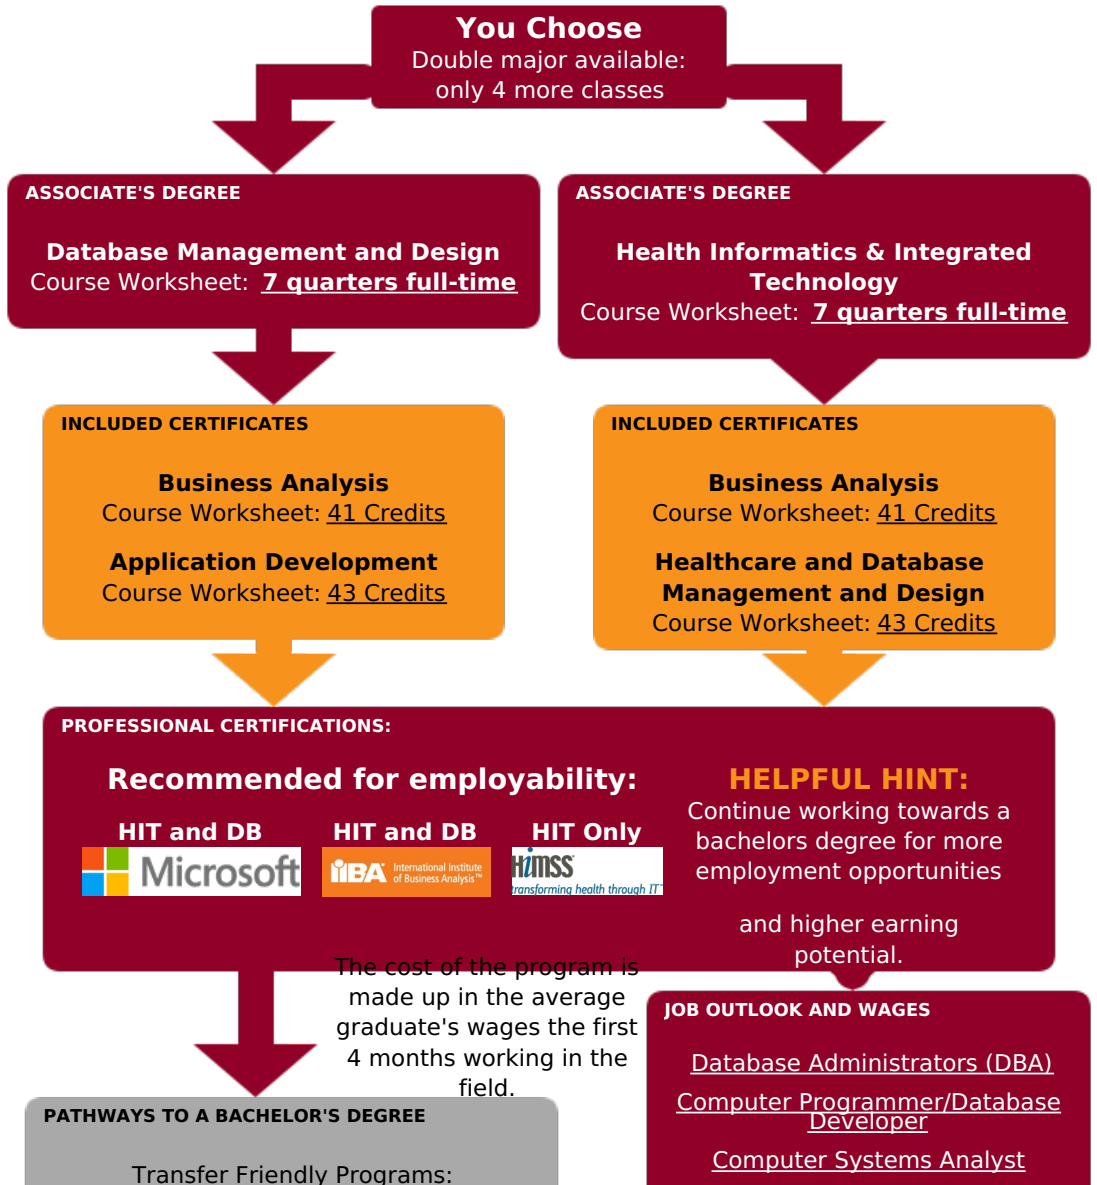 You Choose
Double major available:
only 4 more classes
ASSOCIATE'S DEGREE
Database Management and Design
Course Worksheet: 7 quarters full-time
ASSOCIATE'S DEGREE
Health Informatics & Integrated
Technology
Course Worksheet: 7 quarters full-time
INCLUDED CERTIFICATES
Business Analysis
Course Worksheet: 41 Credits
Application Development
Course Worksheet: 43 Credits
INCLUDED CERTIFICATES
Business Analysis
Course Worksheet: 41 Credits
Healthcare and Database
Management and Design
Course Worksheet: 43 Credits
PROFESSIONAL CERTIFICATIONS:
Recommended for employability:
HIT and DB
Microsoft
HIT and DB
IIBA International Institute
of Business Analysis™
HIT Only
HiMSS
transforming health through IT™
HELPFUL HINT:
Continue working towards a
bachelors degree for more
employment opportunities
and higher earning
potential.
The cost of the program is
made up in the average
graduate's wages the first
4 months working in the
field.
JOB OUTLOOK AND WAGES
Database Administrators (DBA)
Computer Programmer/Database
Developer
Computer Systems Analyst
PATHWAYS TO A BACHELOR'S DEGREE
Transfer Friendly Programs: